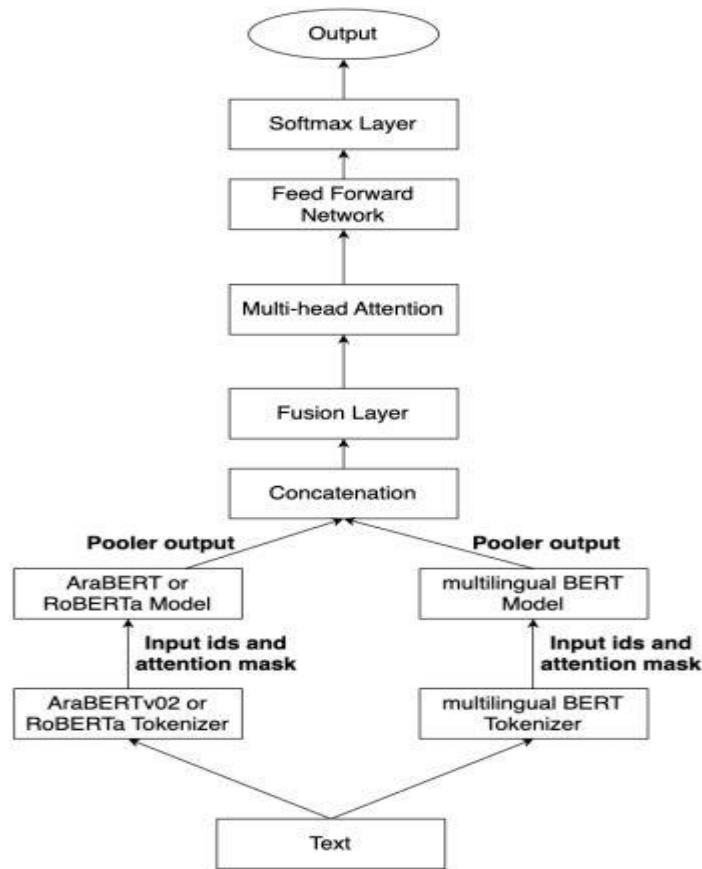 Output
Softmax Layer
Feed Forward
Network
Multi-head Attention
Fusion Layer
Concatenation
Pooler output
Pooler output
AraBERT or
RoBERTa Model
multilingual BERT
Model
Input ids and
attention mask
Input ids and
attention mask
AraBERTv02 or
RoBERTa Tokenizer
multilingual BERT
Tokenizer
Text